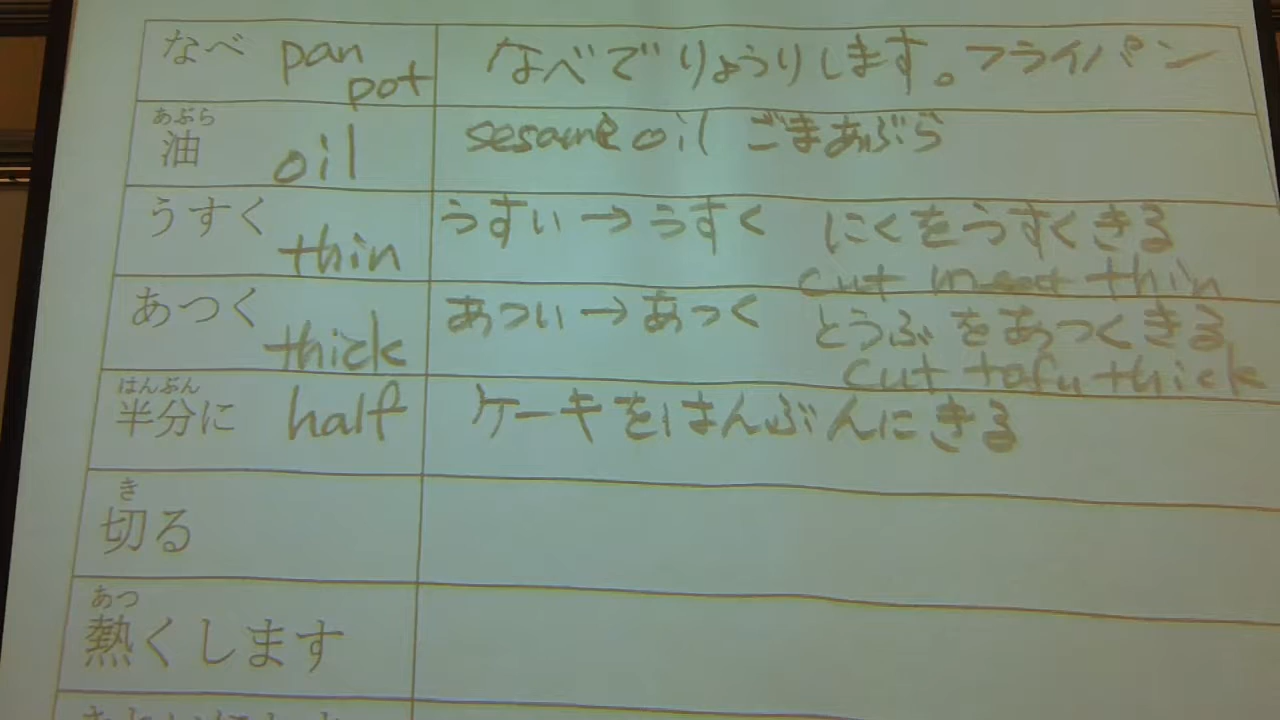 なべ pan pot なべでりょうりします。フライパン
あぶら
油 oil sesame oil ごまあぶら
うすく thin うすい→うすく にくをうすくきる
cut meat thin
あつく thick あつい→あつく とうふをあつくきる
cut tofu thick
はんぶん
半分に half ケーキをはんぶんにきる
き
切る
あつ
熱くします